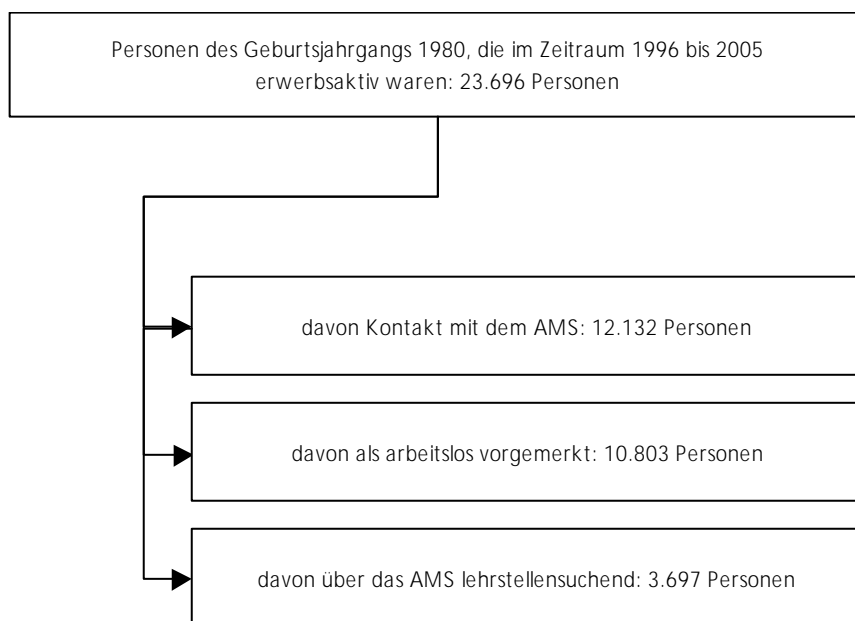 Personen des Geburtsjahrgangs 1980, die im Zeitraum 1996 bis 2005
erwerbsaktiv waren: 23.696 Personen
davon Kontakt mit dem AMS: 12.132 Personen
davon als arbeitslos vorgemerkt: 10.803 Personen
davon über das AMS lehrstellensuchend: 3.697 Personen